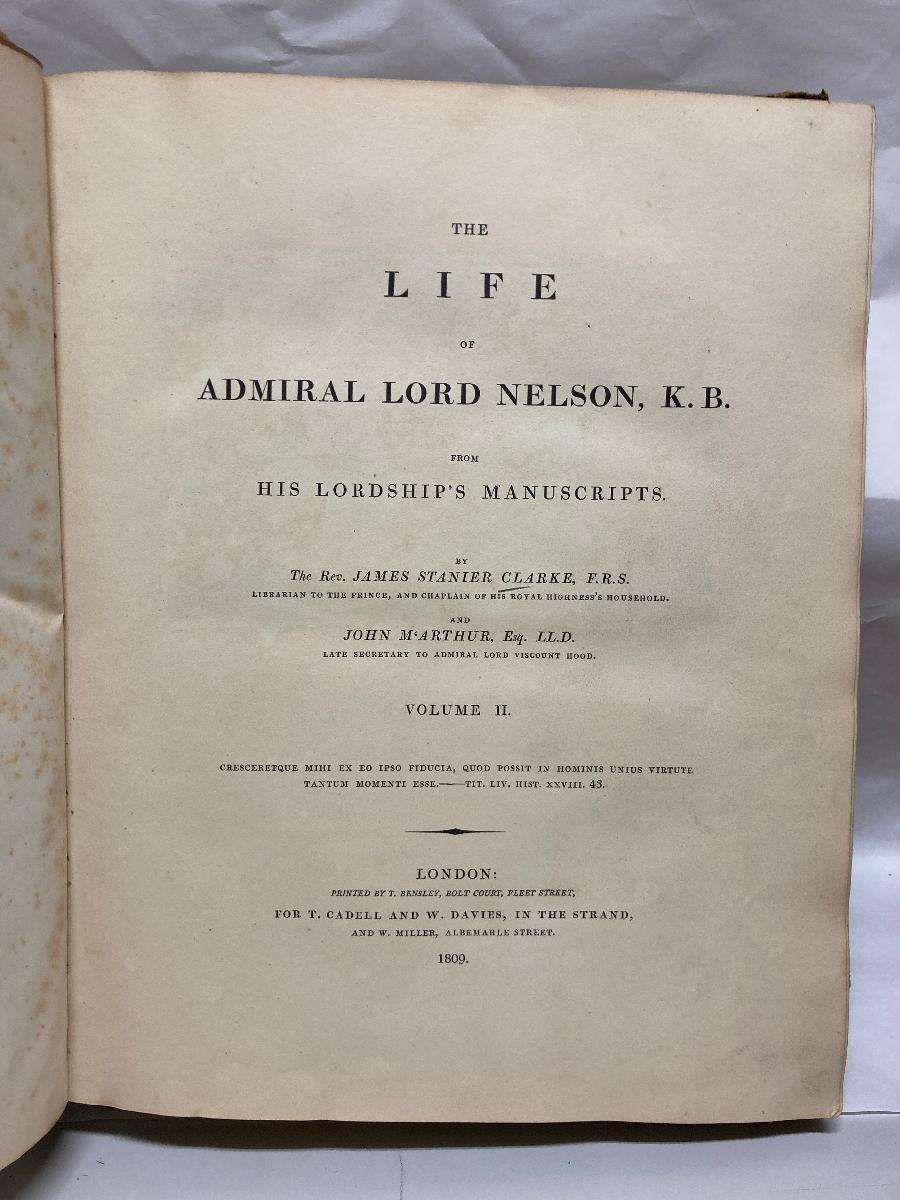 THE
LIFE
OF
ADMIRAL LORD NELSON, K.B.
FROM
HIS LORDSHIP'S MANUSCRIPTS.
BY
The Rev. JAMES STANIER CLARKE, F.R.S.
LIBRARIAN TO THE PRINCE, AND CHAPLAIN OF HIS ROYAL HIGHNESS'S HOUSEHOLD.
AND
JOHN M‘ARTHUR, Esq. LL.D.
LATE SECRETARY TO ADMIRAL LORD VISCOUNT HOOD.
VOLUME II.
CRESCERETQUE MIHI EX EO IPSO FIDUCIA, QUOD POSSIT IN HOMINIS UNIUS VIRTUTE
TANTUM MOMENTI ESSE.——TIT. LIV. HIST. XXVIII. 43.
LONDON:
PRINTED BY T. BENSLEY, BOLT COURT, FLEET STREET,
FOR T. CADELL AND W. DAVIES, IN THE STRAND,
AND W. MILLER, ALBEMARLE STREET.
1809.